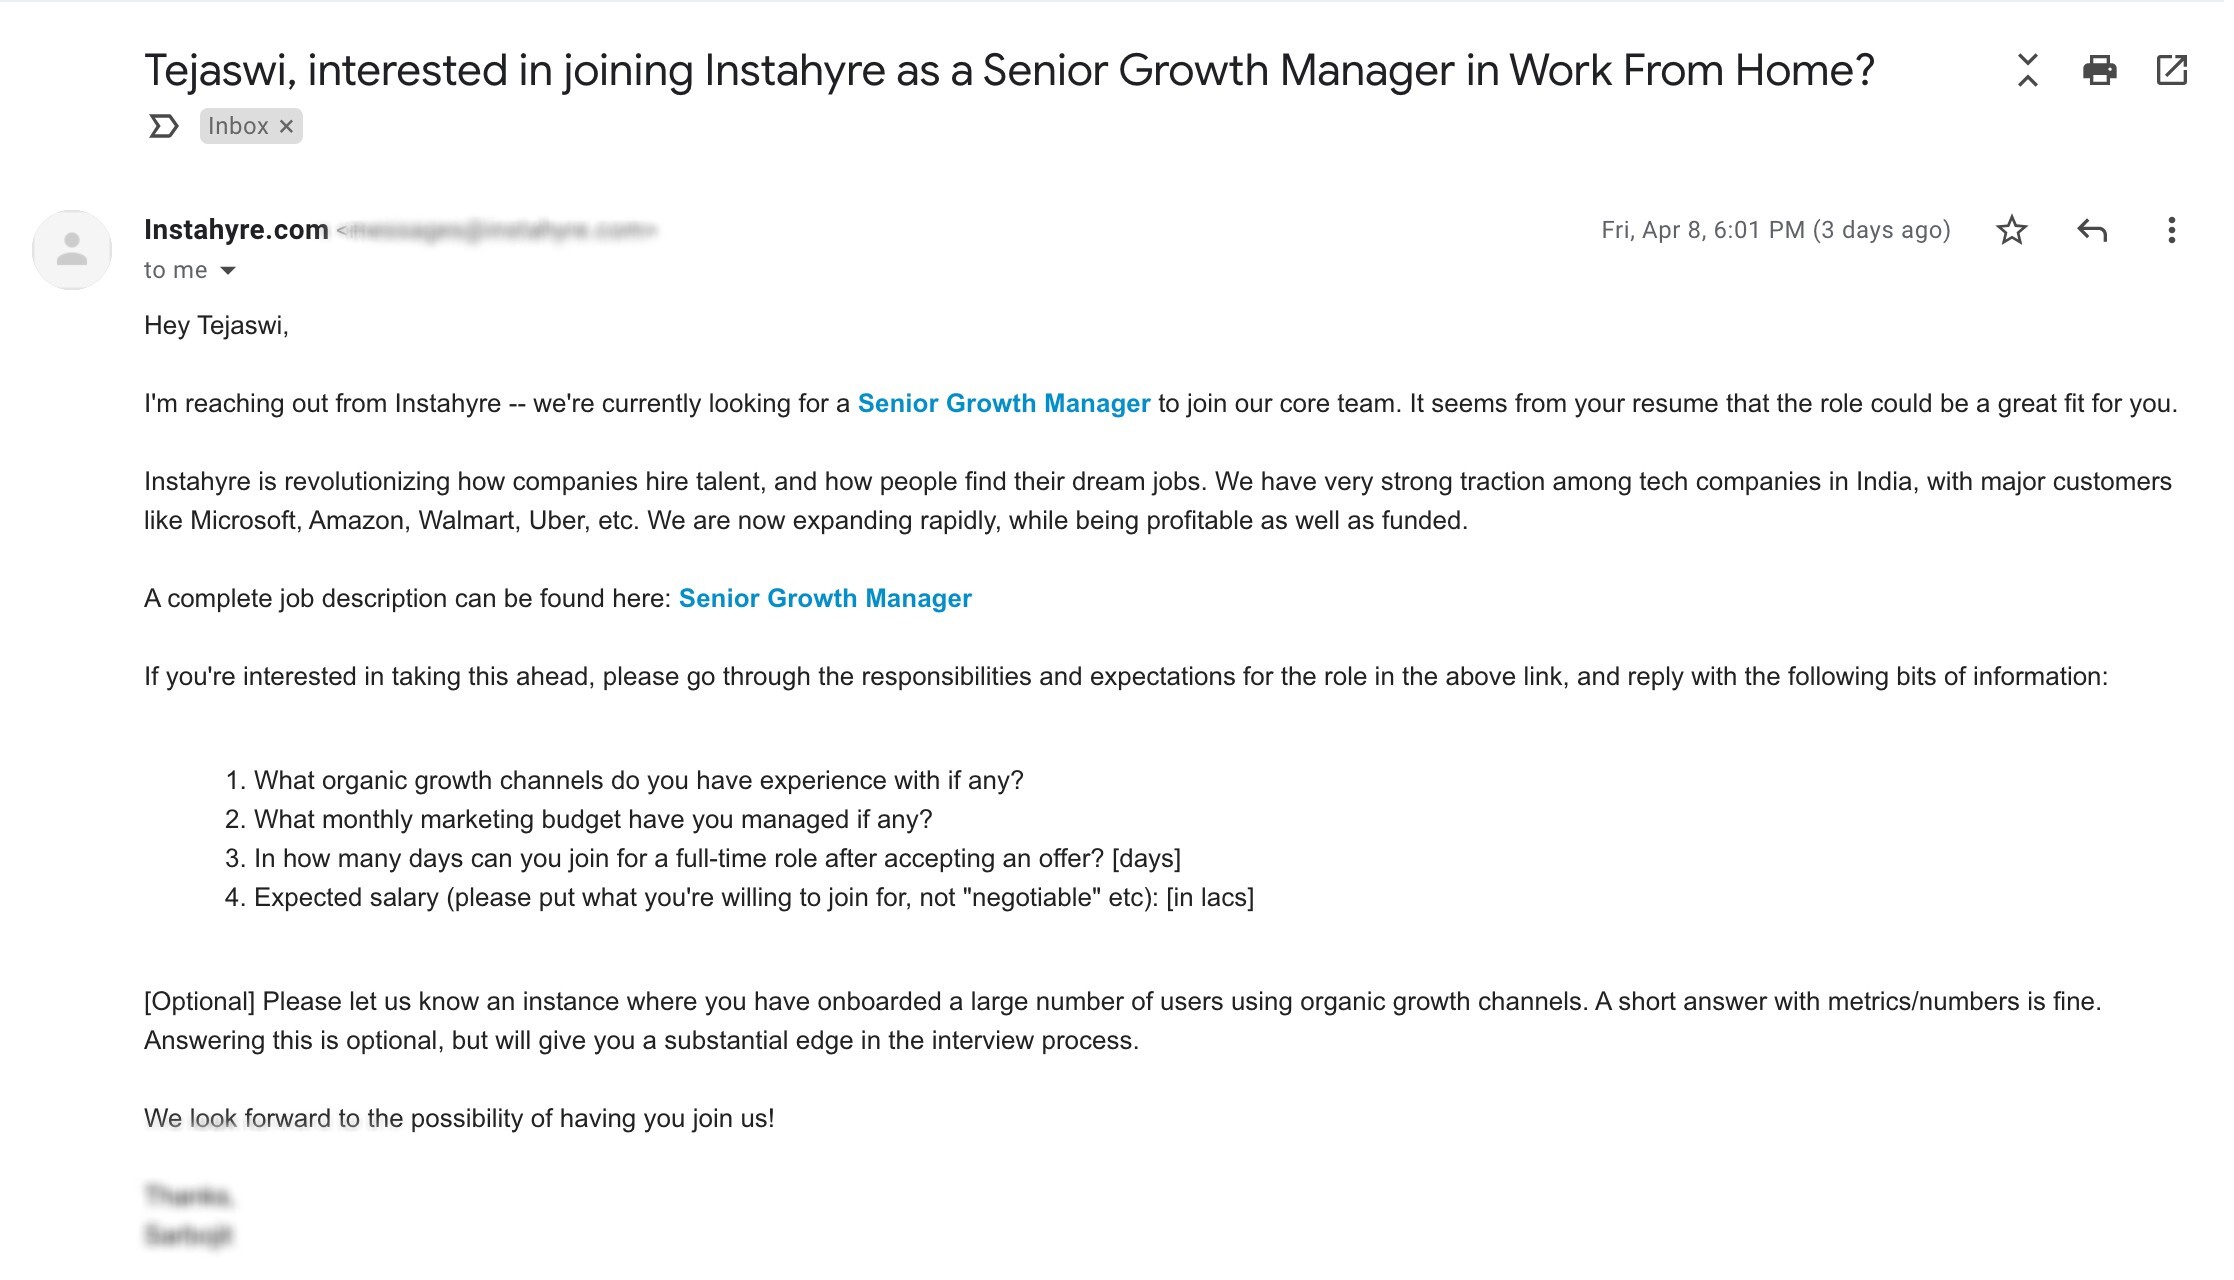 Tejaswi, interested in joining Instahyre as a Senior Growth Manager in Work From Home?
Inbox ×
Instahyre.com
Fri, Apr 8, 6:01 PM (3 days ago)
to me
Hey Tejaswi,
I'm reaching out from Instahyre -- we're currently looking for a Senior Growth Manager to join our core team. It seems from your resume that the role could be a great fit for you.
Instahyre is revolutionizing how companies hire talent, and how people find their dream jobs. We have very strong traction among tech companies in India, with major customers
like Microsoft, Amazon, Walmart, Uber, etc. We are now expanding rapidly, while being profitable as well as funded.
A complete job description can be found here: Senior Growth Manager
If you're interested in taking this ahead, please go through the responsibilities and expectations for the role in the above link, and reply with the following bits of information:
1. What organic growth channels do you have experience with if any?
2. What monthly marketing budget have you managed if any?
3. In how many days can you join for a full-time role after accepting an offer? [days]
4. Expected salary (please put what you're willing to join for, not "negotiable" etc): [in lacs]
[Optional] Please let us know an instance where you have onboarded a large number of users using organic growth channels. A short answer with metrics/numbers is fine.
Answering this is optional, but will give you a substantial edge in the interview process.
We look forward to the possibility of having you join us!
Thanks,